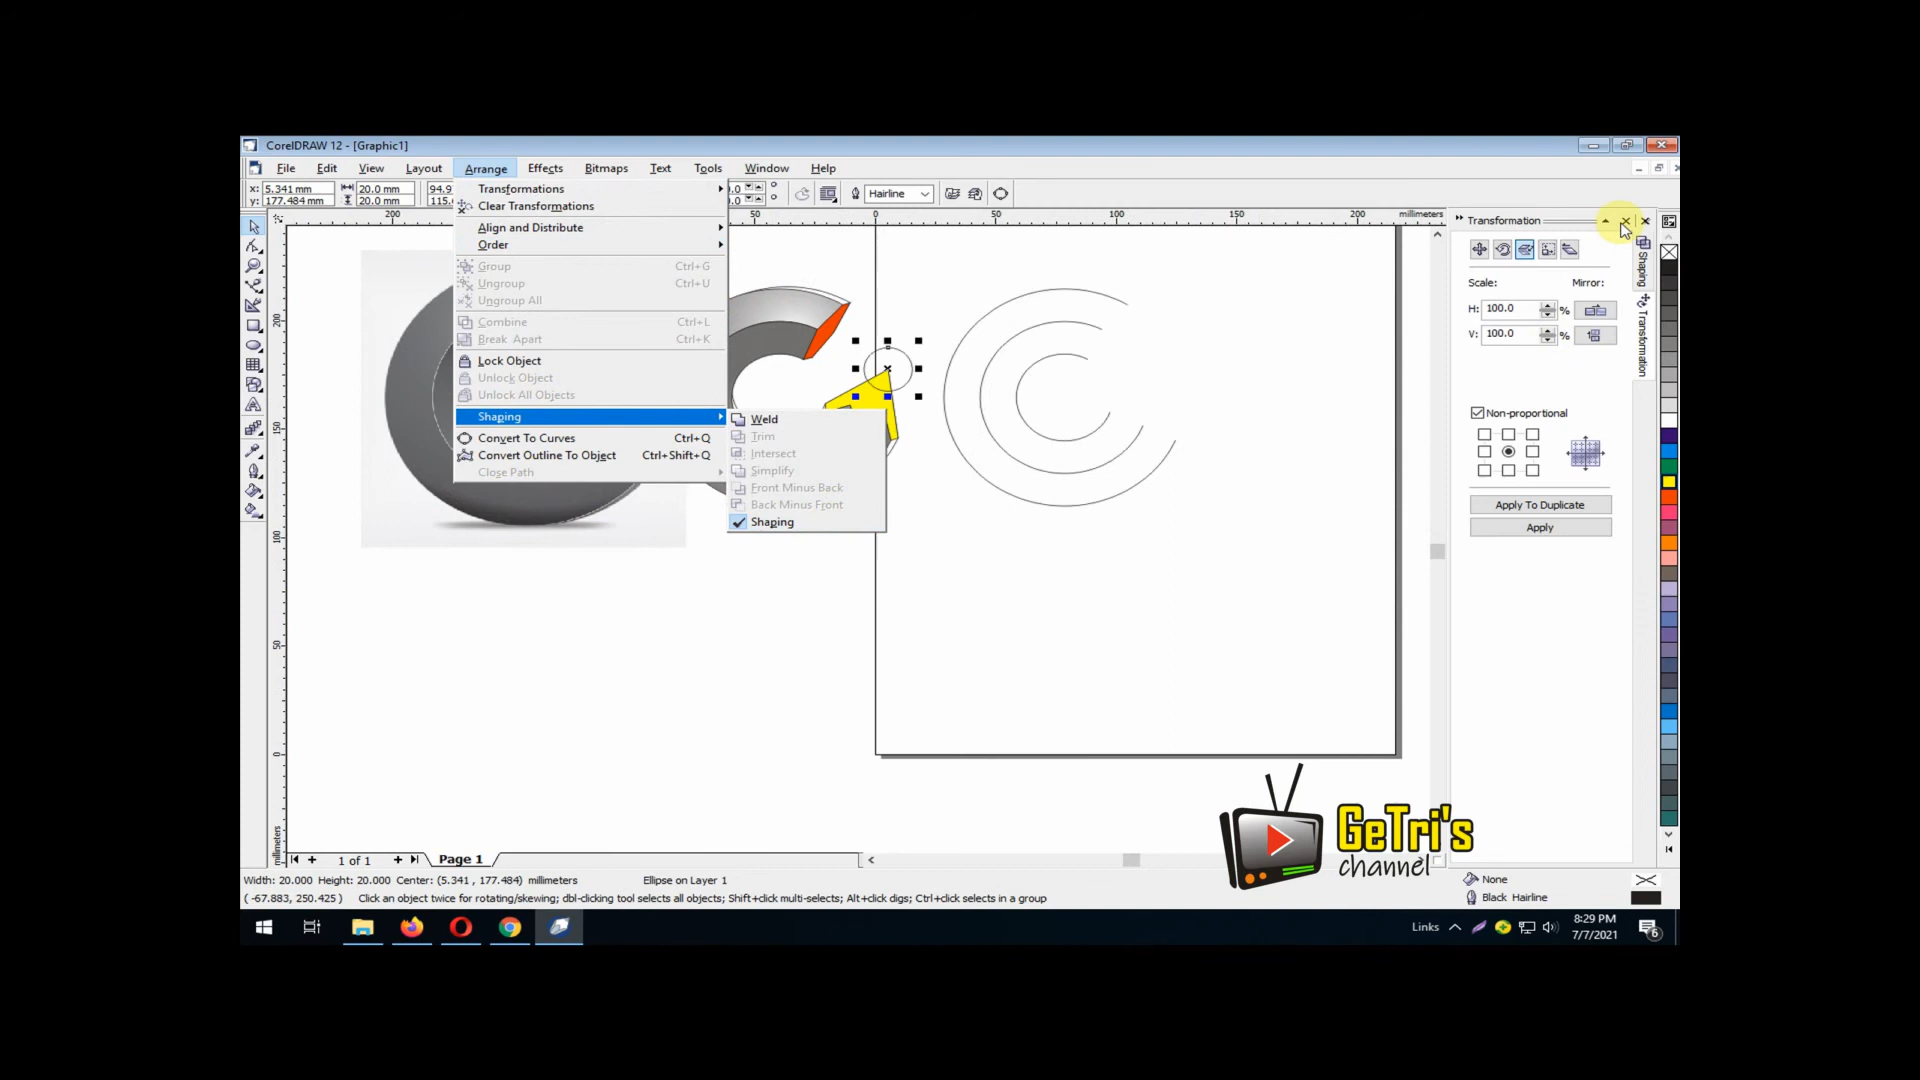 CorelDRAW 12 - [Graphic1]
File Edit View Layout Arrange Effects Bitmaps Text Tools Window Help
x: 5.341 mm 20.0 mm 94.9
y: 177.484 mm 20.0 mm 115.
.0
.0
Hairline
200 50 0 50 100 150 200 millimeters
200
150
100
50
0
millimeters
Transformations
Clear Transformations
Align and Distribute
Order
Group Ctrl+G
Ungroup Ctrl+U
Ungroup All
Combine Ctrl+L
Break Apart Ctrl+K
Lock Object
Unlock Object
Unlock All Objects
Shaping
Convert To Curves Ctrl+Q
Convert Outline To Object Ctrl+Shift+Q
Close Path
Weld
Trim
Intersect
Simplify
Front Minus Back
Back Minus Front
Shaping
Transformation
Scale: Mirror:
H: 100.0 %
V: 100.0 %
Non-proportional
Apply To Duplicate
Apply
Shaping
Transformation
GeTri's
channel
1 of 1 Page 1
Width: 20.000 Height: 20.000 Center: (5.341 , 177.484) millimeters Ellipse on Layer 1
( -67.883, 250.425 ) Click an object twice for rotating/skewing; dbl-clicking tool selects all objects; Shift+click multi-selects; Alt+click digs; Ctrl+click selects in a group
None
Black Hairline
Links
8:29 PM
7/7/2021
6